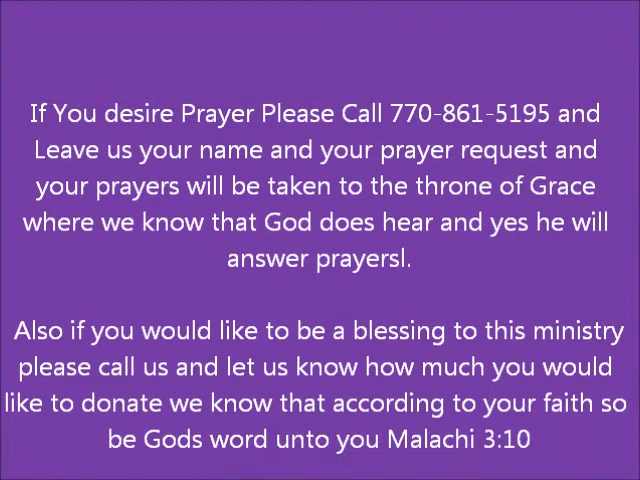 If You desire Prayer Please Call 770-861-5195 and
Leave us your name and your prayer request and
your prayers will be taken to the throne of Grace
where we know that God does hear and yes he will
answer prayersl.
Also if you would like to be a blessing to this ministry
please call us and let us know how much you would
like to donate we know that according to your faith so
be Gods word unto you Malachi 3:10